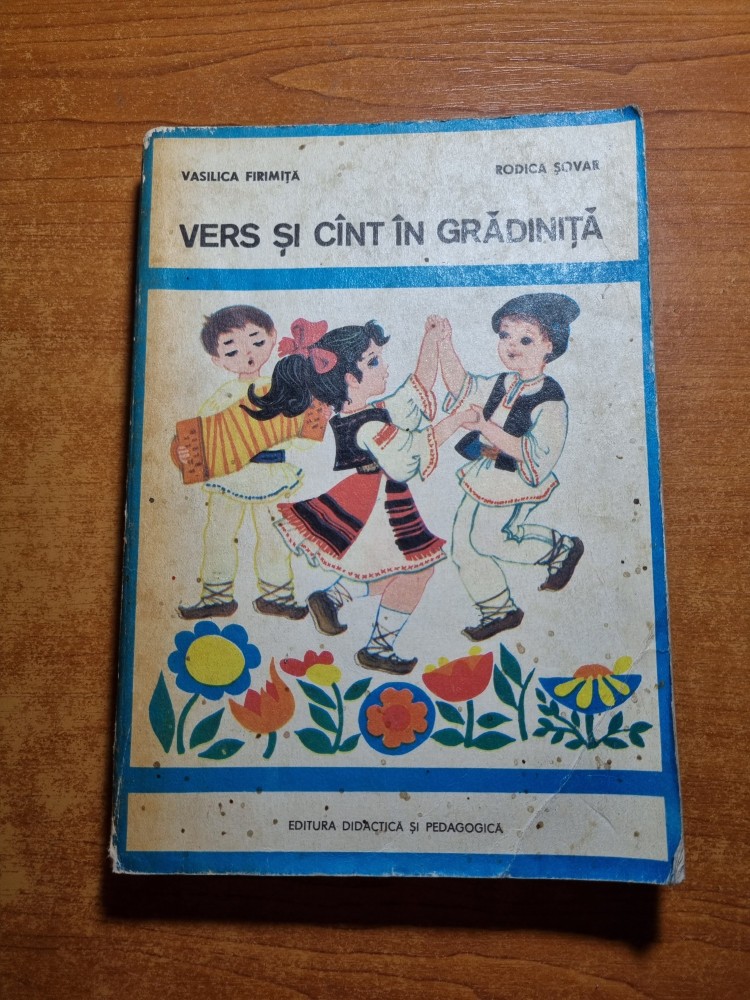 VASILICA FIRIMIȚĂ
RODICA ȘOVAR
VERS ȘI CÎNT ÎN GRĂDINIȚĂ
EDITURA DIDACTICĂ ȘI PEDAGOGICĂ